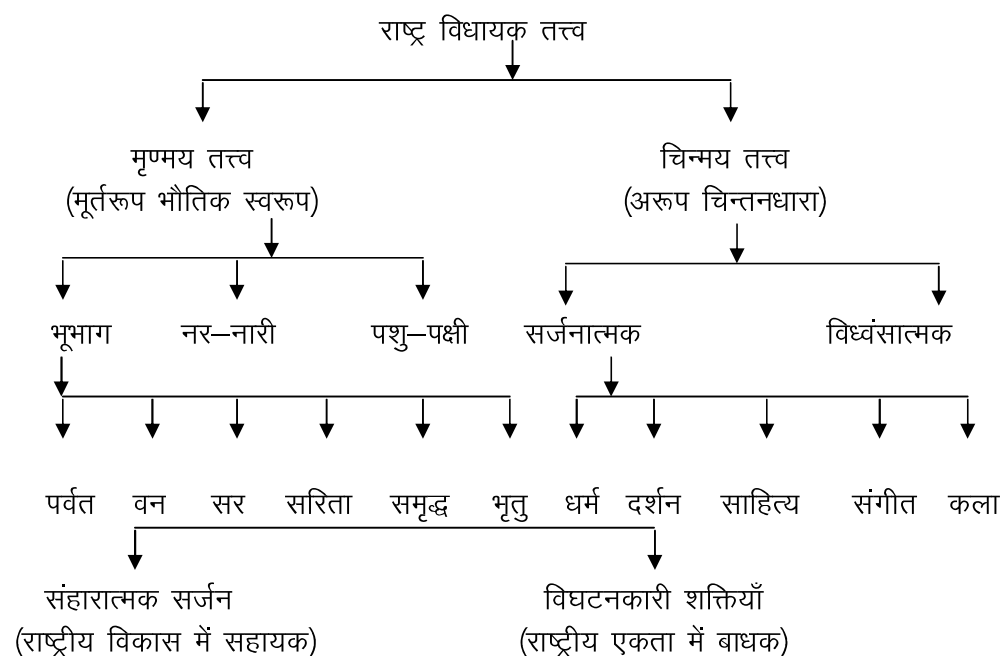 राष्ट्र विधायक तत्त्व
मृण्मय तत्त्व चिन्मय तत्त्व
(मूर्तरूप भौतिक स्वरूप) (अरूप चिन्तनधारा)
भूभाग नर–नारी पशु–पक्षी सर्जनात्मक विध्वंसात्मक
पर्वत वन सर सरिता समृद्ध भृतु धर्म दर्शन साहित्य संगीत कला
संहारात्मक सर्जन विघटनकारी शक्तियाँ
(राष्ट्रीय विकास में सहायक) (राष्ट्रीय एकता में बाधक)